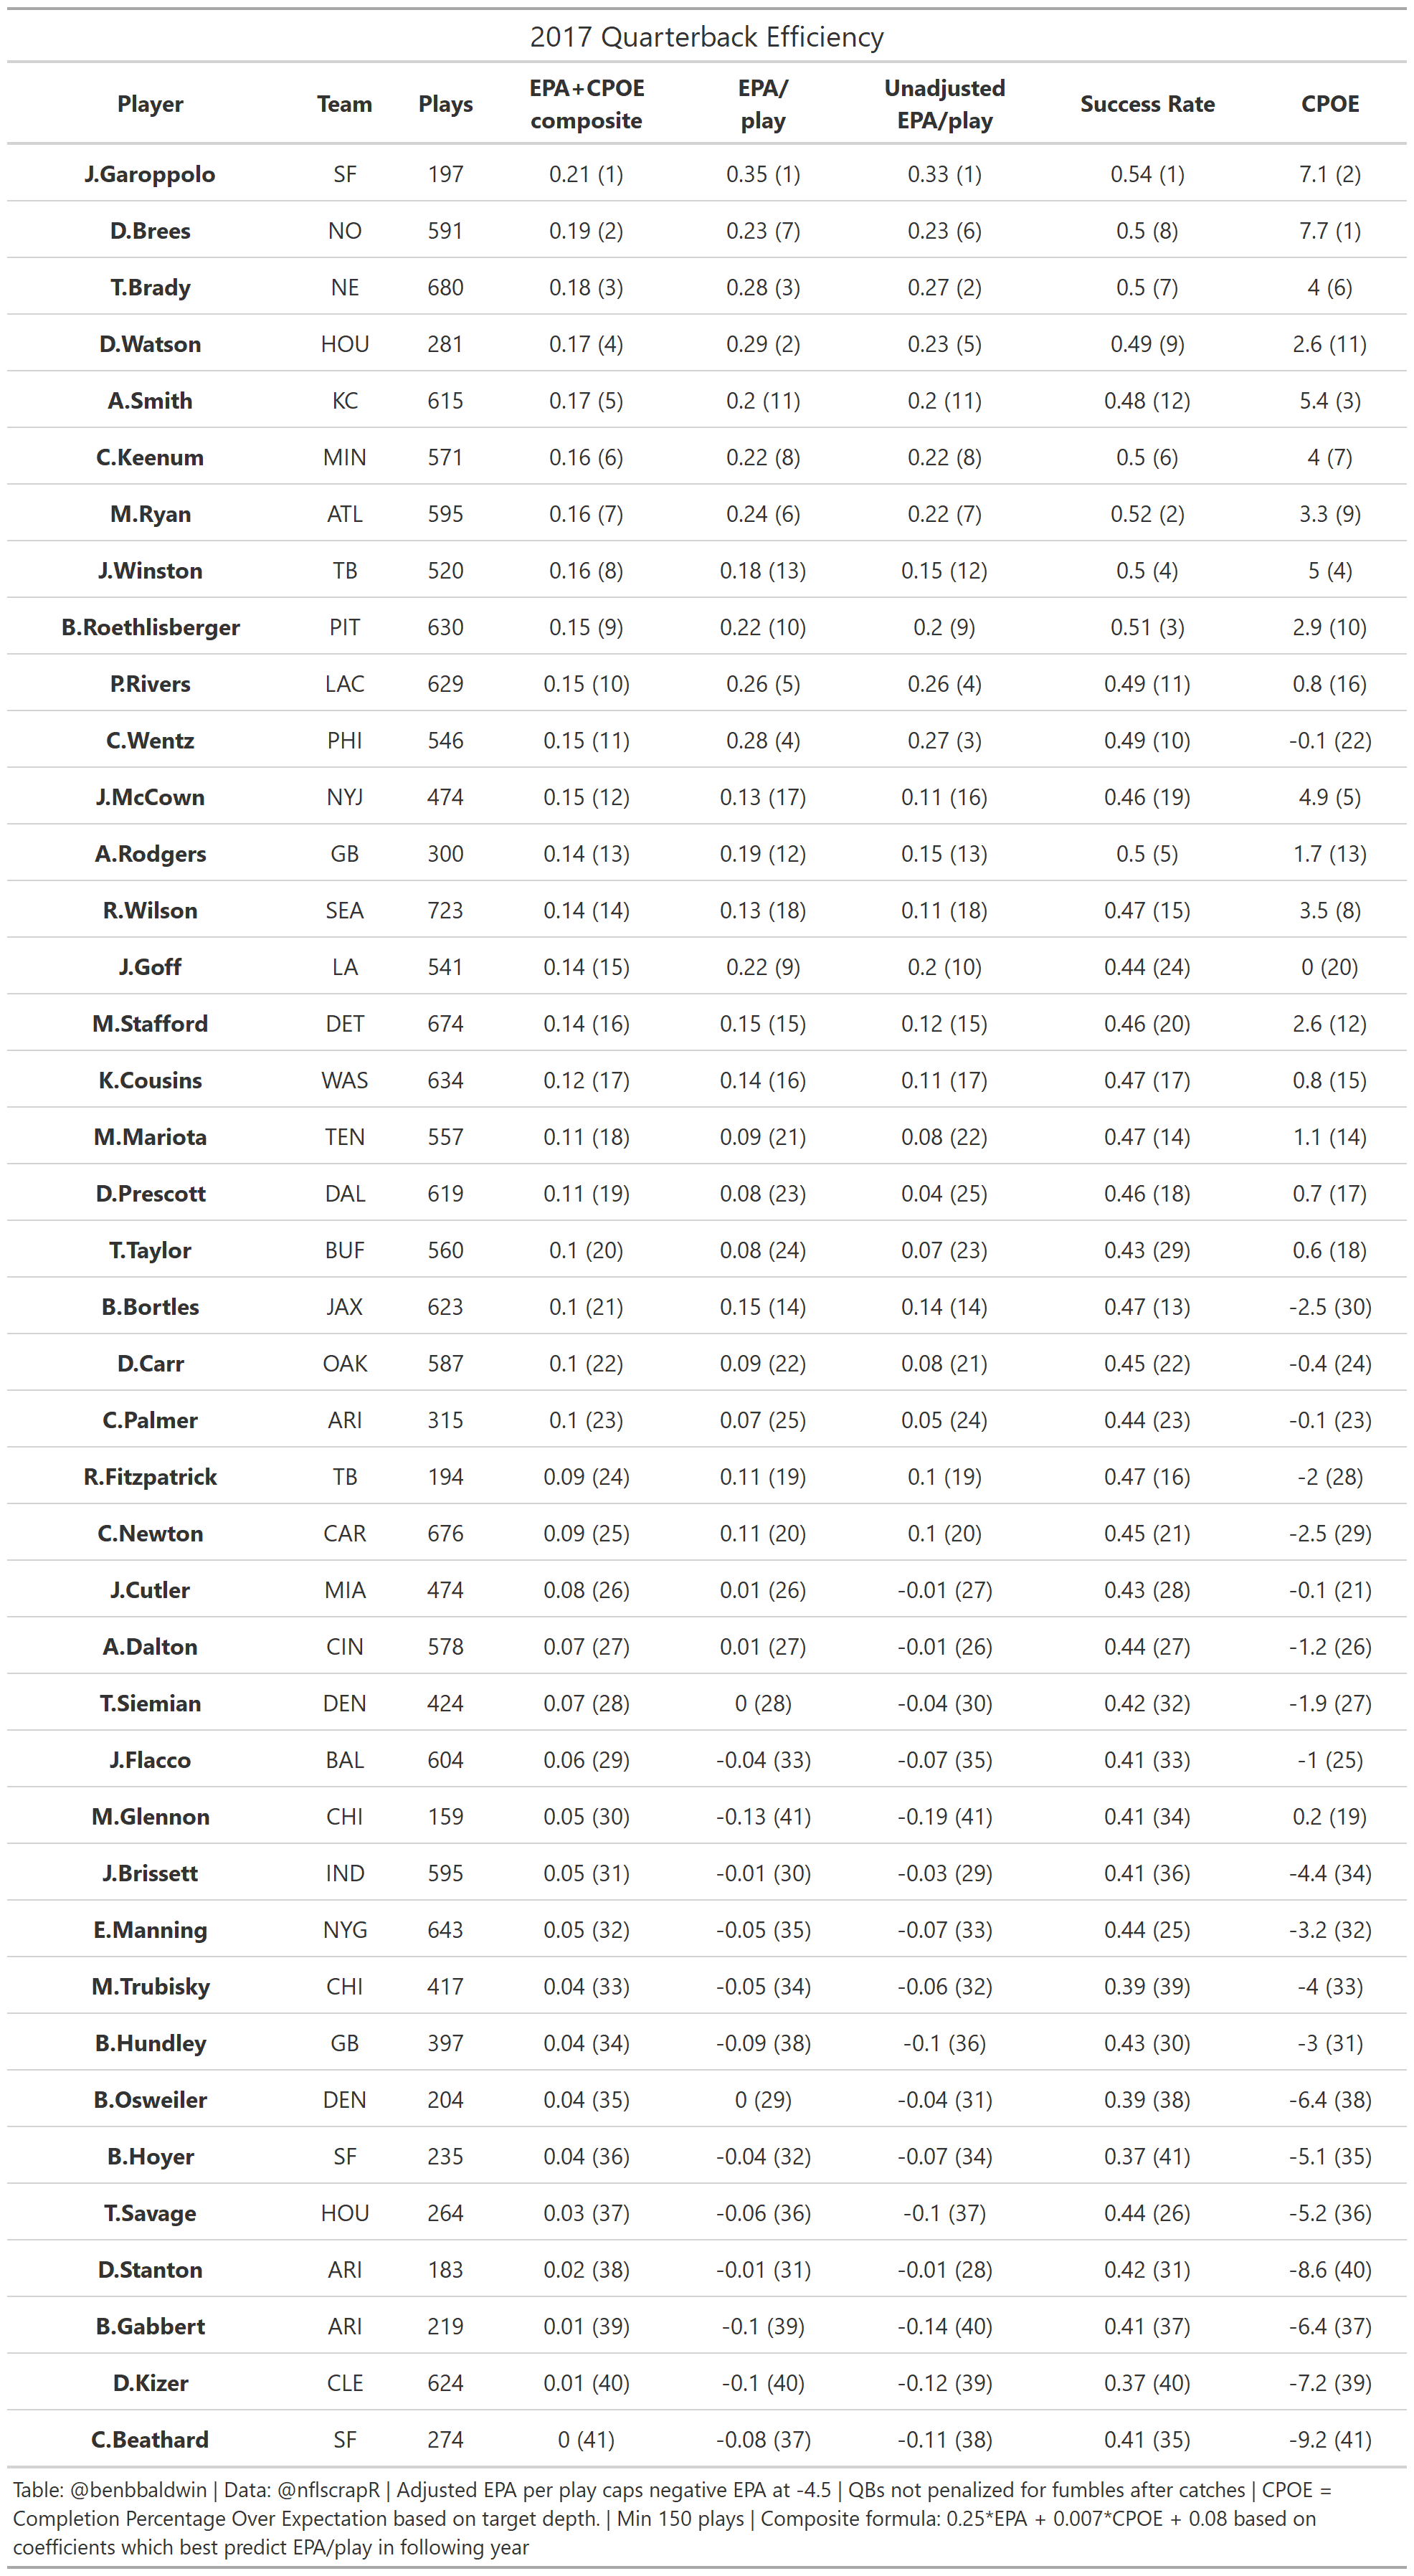 2017 Quarterback Efficiency
Player Team Plays EPA+CPOE composite EPA/ play Unadjusted EPA/play Success Rate CPOE
J.Garoppolo SF 197 0.21 (1) 0.35 (1) 0.33 (1) 0.54 (1) 7.1 (2)
D.Brees NO 591 0.19 (2) 0.23 (7) 0.23 (6) 0.5 (8) 7.7 (1)
T.Brady NE 680 0.18 (3) 0.28 (3) 0.27 (2) 0.5 (7) 4 (6)
D.Watson HOU 281 0.17 (4) 0.29 (2) 0.23 (5) 0.49 (9) 2.6 (11)
A.Smith KC 615 0.17 (5) 0.2 (11) 0.2 (11) 0.48 (12) 5.4 (3)
C.Keenum MIN 571 0.16 (6) 0.22 (8) 0.22 (8) 0.5 (6) 4 (7)
M.Ryan ATL 595 0.16 (7) 0.24 (6) 0.22 (7) 0.52 (2) 3.3 (9)
J.Winston TB 520 0.16 (8) 0.18 (13) 0.15 (12) 0.5 (4) 5 (4)
B.Roethlisberger PIT 630 0.15 (9) 0.22 (10) 0.2 (9) 0.51 (3) 2.9 (10)
P.Rivers LAC 629 0.15 (10) 0.26 (5) 0.26 (4) 0.49 (11) 0.8 (16)
C.Wentz PHI 546 0.15 (11) 0.28 (4) 0.27 (3) 0.49 (10) -0.1 (22)
J.McCown NYJ 474 0.15 (12) 0.13 (17) 0.11 (16) 0.46 (19) 4.9 (5)
A.Rodgers GB 300 0.14 (13) 0.19 (12) 0.15 (13) 0.5 (5) 1.7 (13)
R.Wilson SEA 723 0.14 (14) 0.13 (18) 0.11 (18) 0.47 (15) 3.5 (8)
J.Goff LA 541 0.14 (15) 0.22 (9) 0.2 (10) 0.44 (24) 0 (20)
M.Stafford DET 674 0.14 (16) 0.15 (15) 0.12 (15) 0.46 (20) 2.6 (12)
K.Cousins WAS 634 0.12 (17) 0.14 (16) 0.11 (17) 0.47 (17) 0.8 (15)
M.Mariota TEN 557 0.11 (18) 0.09 (21) 0.08 (22) 0.47 (14) 1.1 (14)
D.Prescott DAL 619 0.11 (19) 0.08 (23) 0.04 (25) 0.46 (18) 0.7 (17)
T.Taylor BUF 560 0.1 (20) 0.08 (24) 0.07 (23) 0.43 (29) 0.6 (18)
B.Bortles JAX 623 0.1 (21) 0.15 (14) 0.14 (14) 0.47 (13) -2.5 (30)
D.Carr OAK 587 0.1 (22) 0.09 (22) 0.08 (21) 0.45 (22) -0.4 (24)
C.Palmer ARI 315 0.1 (23) 0.07 (25) 0.05 (24) 0.44 (23) -0.1 (23)
R.Fitzpatrick TB 194 0.09 (24) 0.11 (19) 0.1 (19) 0.47 (16) -2 (28)
C.Newton CAR 676 0.09 (25) 0.11 (20) 0.1 (20) 0.45 (21) -2.5 (29)
J.Cutler MIA 474 0.08 (26) 0.01 (26) -0.01 (27) 0.43 (28) -0.1 (21)
A.Dalton CIN 578 0.07 (27) 0.01 (27) -0.01 (26) 0.44 (27) -1.2 (26)
T.Siemian DEN 424 0.07 (28) 0 (28) -0.04 (30) 0.42 (32) -1.9 (27)
J.Flacco BAL 604 0.06 (29) -0.04 (33) -0.07 (35) 0.41 (33) -1 (25)
M.Glennon CHI 159 0.05 (30) -0.13 (41) -0.19 (41) 0.41 (34) 0.2 (19)
J.Brissett IND 595 0.05 (31) -0.01 (30) -0.03 (29) 0.41 (36) -4.4 (34)
E.Manning NYG 643 0.05 (32) -0.05 (35) -0.07 (33) 0.44 (25) -3.2 (32)
M.Trubisky CHI 417 0.04 (33) -0.05 (34) -0.06 (32) 0.39 (39) -4 (33)
B.Hundley GB 397 0.04 (34) -0.09 (38) -0.1 (36) 0.43 (30) -3 (31)
B.Osweiler DEN 204 0.04 (35) 0 (29) -0.04 (31) 0.39 (38) -6.4 (38)
B.Hoyer SF 235 0.04 (36) -0.04 (32) -0.07 (34) 0.37 (41) -5.1 (35)
T.Savage HOU 264 0.03 (37) -0.06 (36) -0.1 (37) 0.44 (26) -5.2 (36)
D.Stanton ARI 183 0.02 (38) -0.01 (31) -0.01 (28) 0.42 (31) -8.6 (40)
B.Gabbert ARI 219 0.01 (39) -0.1 (39) -0.14 (40) 0.41 (37) -6.4 (37)
D.Kizer CLE 624 0.01 (40) -0.1 (40) -0.12 (39) 0.37 (40) -7.2 (39)
C.Beathard SF 274 0 (41) -0.08 (37) -0.11 (38) 0.41 (35) -9.2 (41)
Table: @benbbaldwin | Data: @nflscrapR | Adjusted EPA per play caps negative EPA at -4.5 | QBs not penalized for fumbles after catches | CPOE =
Completion Percentage Over Expectation based on target depth. | Min 150 plays | Composite formula: 0.25*EPA + 0.007*CPOE + 0.08 based on
coefficients which best predict EPA/play in following year